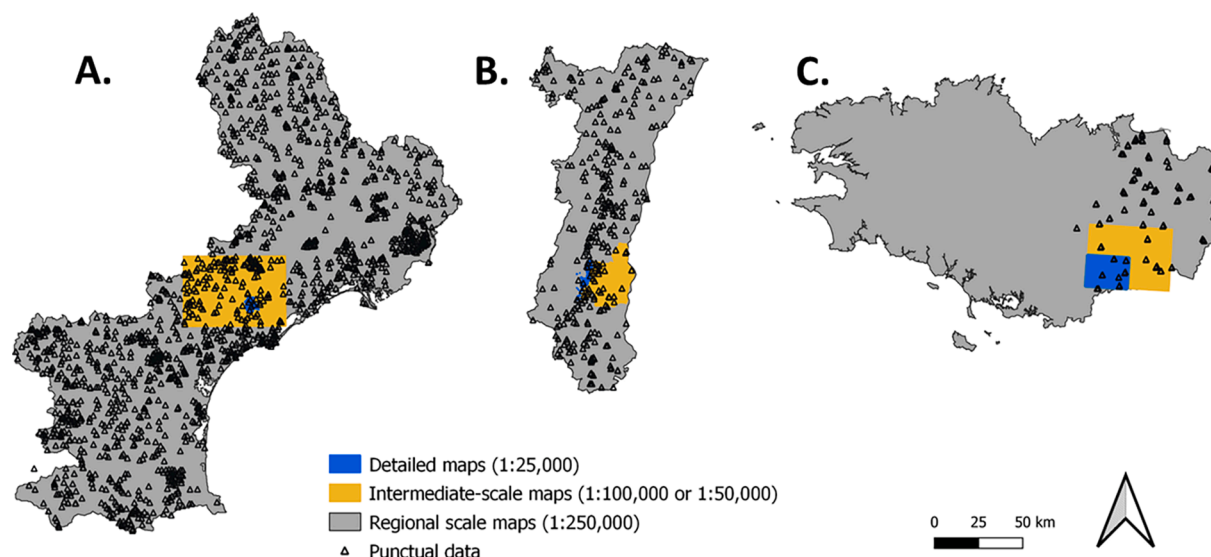 A.
B.
C.
Detailed maps (1:25,000)
Intermediate-scale maps (1:100,000 or 1:50,000)
Regional scale maps (1:250,000)
Punctual data
0 25 50 km